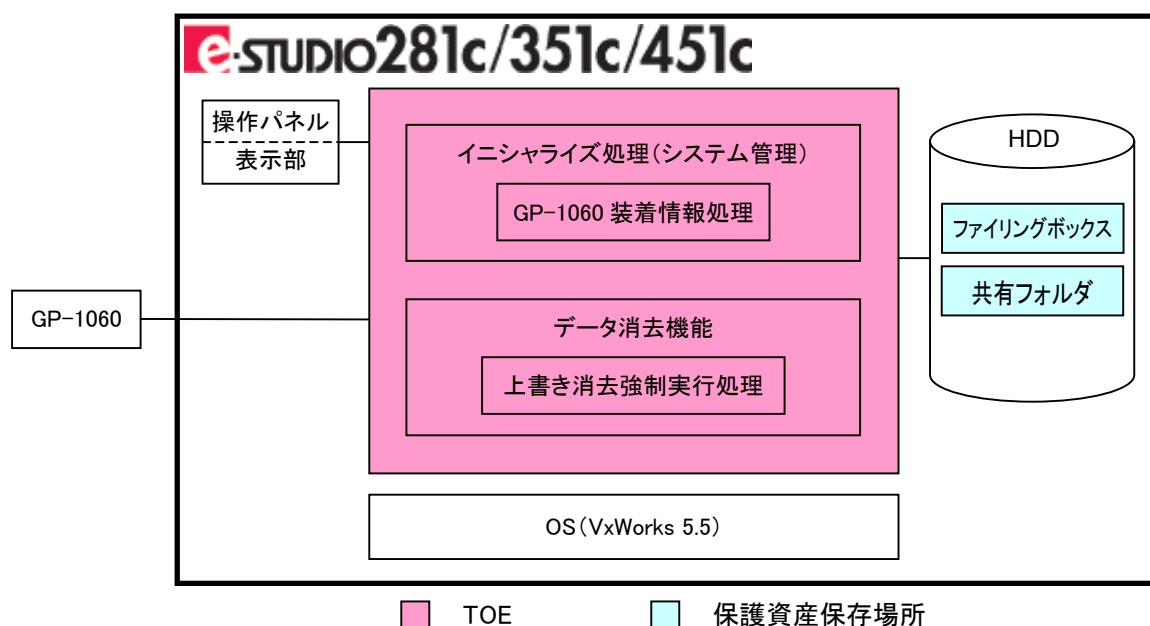 e-STUDIO281c/351c/451c
操作パネル
表示部
イニシャライズ処理(システム管理)
GP-1060 装着情報処理
HDD
ファイリングボックス
共有フォルダ
GP-1060
データ消去機能
上書き消去強制実行処理
OS(VxWorks 5.5)
TOE
保護資産保存場所